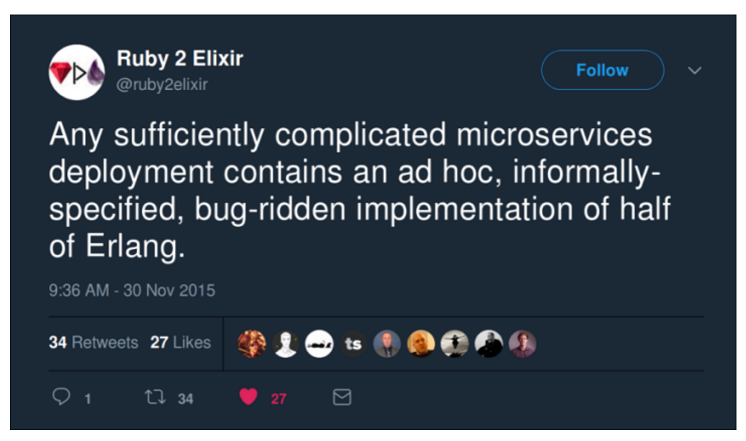 Ruby 2 Elixir
@ruby2elixir
Follow
Any sufficiently complicated microservices
deployment contains an ad hoc, informally-
specified, bug-ridden implementation of half
of Erlang.
9:36 AM - 30 Nov 2015
34 Retweets 27 Likes
ts
1 34 27